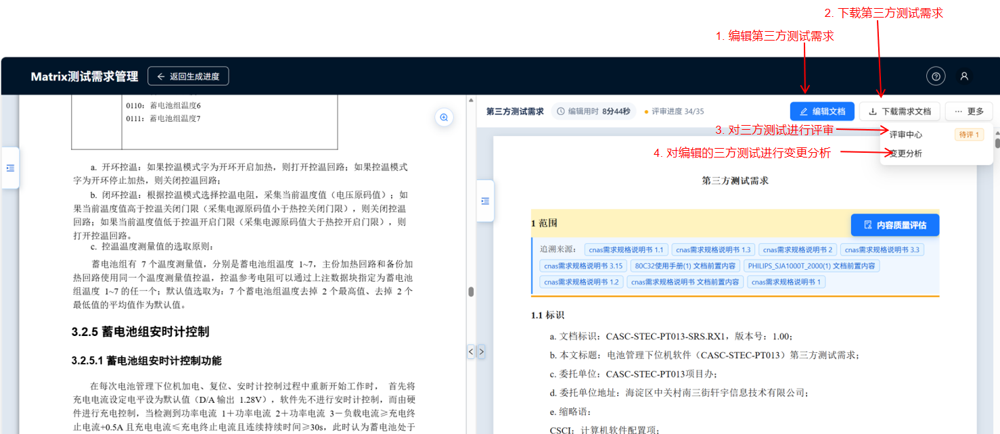 2. 下载第三方测试需求
1. 编辑第三方测试需求
Matrix测试需求管理
返回生成进度
0110：蓄电池组温度6
0111：蓄电池组温度7
a. 开环控温：如果控温模式字为开环开启加热，则打开控温回路；如果控温模式
字为开环停止加热，则关闭控温回路；
b. 闭环控温：根据控温模式选择控温电阻，采集当前温度值（电压原码值）；如
果当前温度值高于控温关闭门限（采集电源原码值小于热控关闭门限），则关闭控温
回路；如果当前温度值低于控温开启门限（采集电源原码值大于热控开启门限），则
打开控温回路。
c. 控温温度测量值的选取原则：
蓄电池组有 7 个温度测量值，分别是蓄电池组温度 1~7，主份加热回路和备份加
热回路使用同一个温度测量值控温，控温参考电阻可以通过上注数据块指定为蓄电池
组温度 1~7 的任一个；默认值选取为：7 个蓄电池组温度去掉 2 个最高值、去掉 2 个
最低值的平均值作为默认值。
3.2.5 蓄电池组安时计控制
3.2.5.1 蓄电池组安时计控制功能
在每次电池管理下位机加电、复位、安时计控制过程中重新开始工作时， 首先将
充电电流设定电平设为默认值（D/A 输出 1.28V），软件先不进行安时计控制，而由硬
件进行充电控制，当检测到功率电流 1＋功率电流 2＋功率电流 3－负载电流≥充电终
止电流+0.5A 且充电电流≤充电终止电流且连续持续时间≥30s，此时认为蓄电池处于
第三方测试需求
编辑用时 8分44秒
评审进度 34/35
编辑文档
下载需求文档
··· 更多
3. 对三方测试进行评审
评审中心
待评 1
4. 对编辑的三方测试进行变更分析
变更分析
第三方测试需求
1 范围
内容质量评估
追溯来源：
cnas需求规格说明书 1.1
cnas需求规格说明书 1.3
cnas需求规格说明书 2
cnas需求规格说明书 3.3
cnas需求规格说明书 3.15
80C32使用手册(1) 文档前置内容
PHILIPS_SJA1000T_2000(1) 文档前置内容
cnas需求规格说明书 1.2
cnas需求规格说明书 文档前置内容
cnas需求规格说明书 1
1.1 标识
a. 文档标识：CASC-STEC-PT013-SRS.RX1，版本号：1.00；
b. 本文标题：电池管理下位机软件（CASC-STEC-PT013）第三方测试需求；
c. 委托单位：CASC-STEC-PT013项目办；
d. 委托单位地址：海淀区中关村南三街轩宇信息技术有限公司；
e. 缩略语：
CSCI：计算机软件配置项；